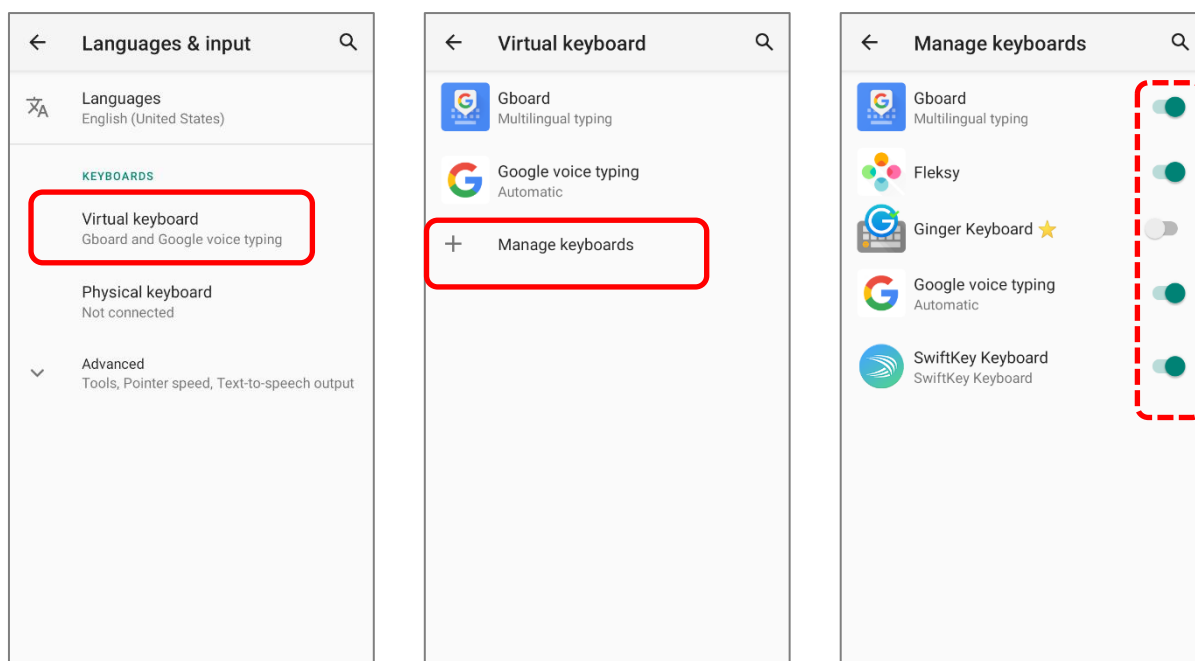 Languages & input
Languages
English (United States)
KEYBOARDS
Virtual keyboard
Gboard and Google voice typing
Physical keyboard
Not connected
Advanced
Tools, Pointer speed, Text-to-speech output
Virtual keyboard
Gboard
Multilingual typing
Google voice typing
Automatic
Manage keyboards
Manage keyboards
Gboard
Multilingual typing
Fleksy
Ginger Keyboard ⭐
Google voice typing
Automatic
SwiftKey Keyboard
SwiftKey Keyboard